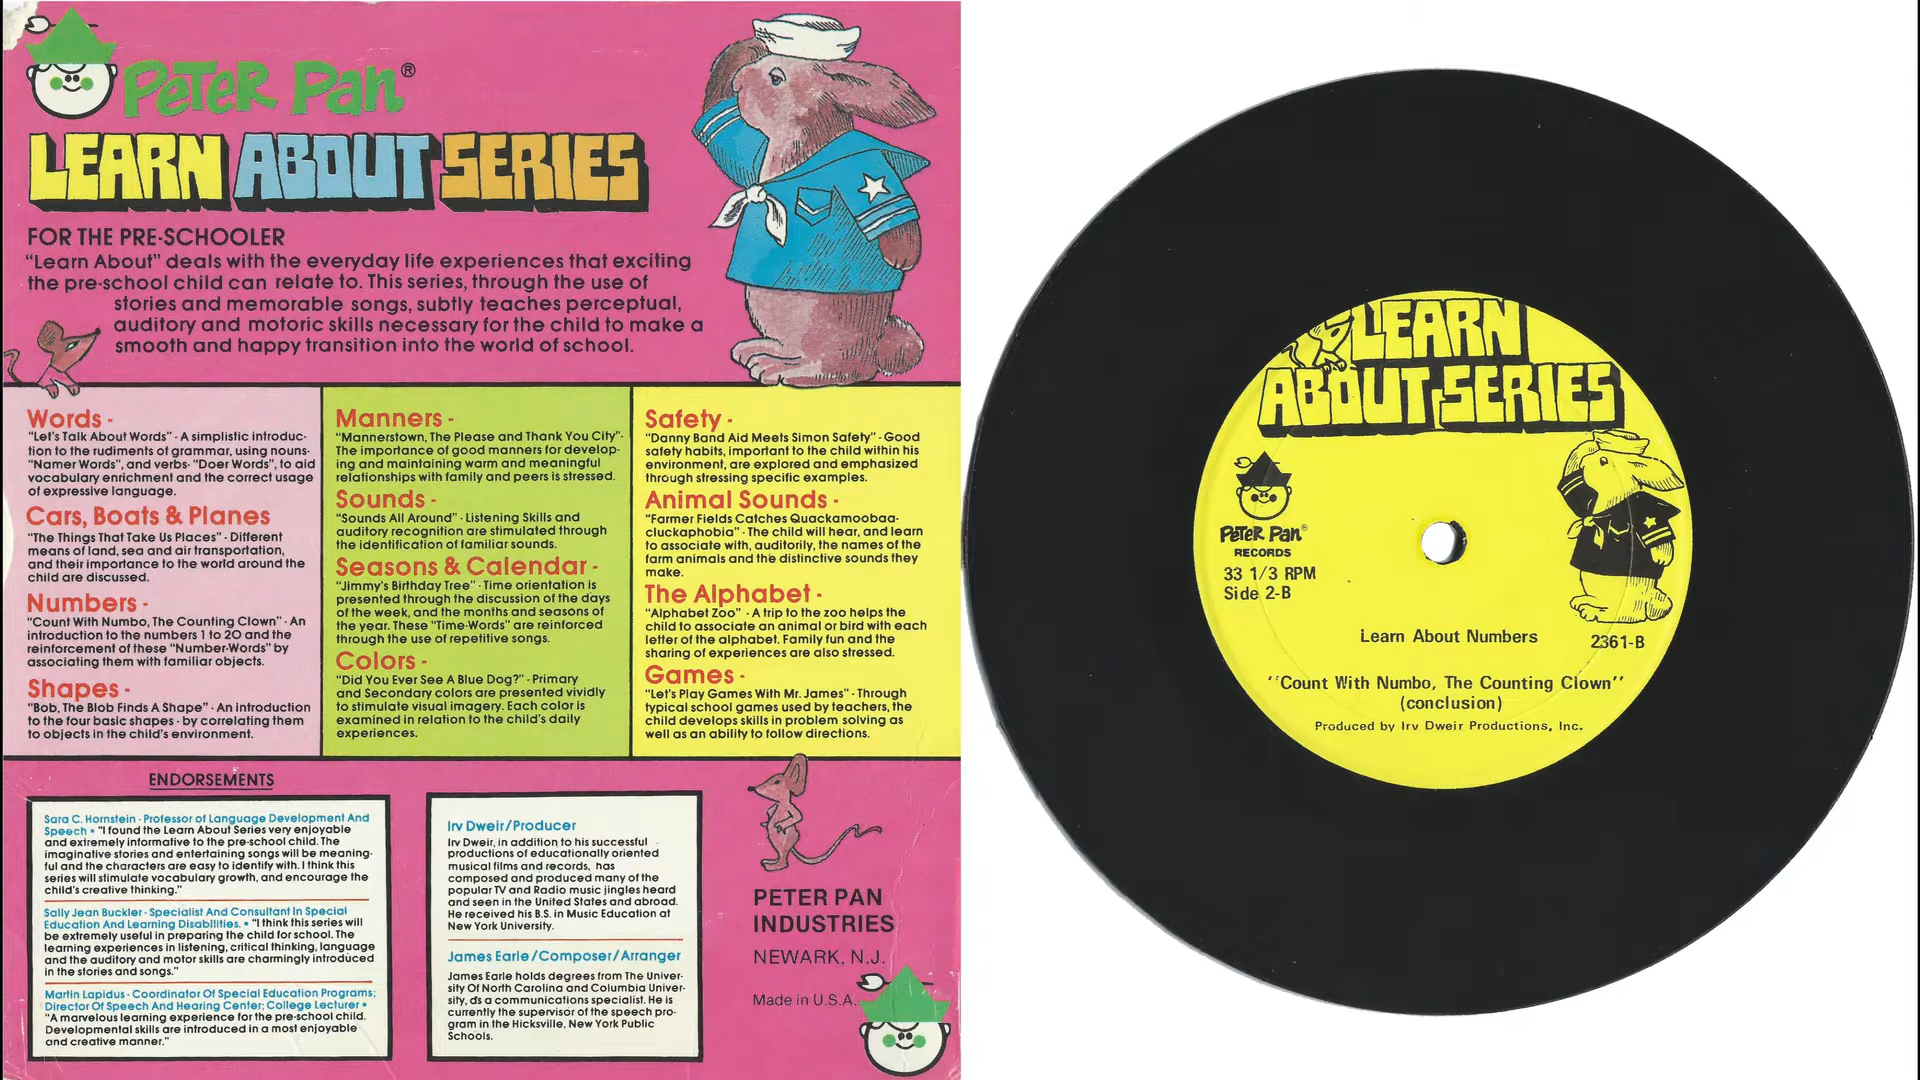 PETER PAN®
LEARN ABOUT SERIES
FOR THE PRE-SCHOOLER
"Learn About" deals with the everyday life experiences that exciting
the pre-school child can relate to. This series, through the use of
stories and memorable songs, subtly teaches perceptual,
auditory and motoric skills necessary for the child to make a
smooth and happy transition into the world of school.
Words -
"Let's Talk About Words" - A simplistic introduc-
tion to the rudiments of grammar, using nouns-
"Namer Words", and verbs- "Doer Words", to aid
vocabulary enrichment and the correct usage
of expressive language.
Cars, Boats & Planes
"The Things That Take Us Places" - Different
means of land, sea and air transportation,
and their importance to the world around the
child are discussed.
Numbers -
"Count With Numbo, The Counting Clown" - An
introduction to the numbers 1 to 20 and the
reinforcement of these "Number-Words" by
associating them with familiar objects.
Shapes -
"Bob, The Blob Finds A Shape" - An introduction
to the four basic shapes - by correlating them
to objects in the child's environment.
Manners -
"Mannerstown, The Please and Thank You City"-
The importance of good manners for develop-
ing and maintaining warm and meaningful
relationships with family and peers is stressed.
Sounds -
"Sounds All Around" - Listening Skills and
auditory recognition are stimulated through
the identification of familiar sounds.
Seasons & Calendar -
"Jimmy's Birthday Tree" - Time orientation is
presented through the discussion of the days
of the week, and the months and seasons of
the year. These "Time-Words" are reinforced
through the use of repetitive songs.
Colors -
"Did You Ever See A Blue Dog?" - Primary
and Secondary colors are presented vividly
to stimulate visual imagery. Each color is
examined in relation to the child's daily
experiences.
Safety -
"Danny Band Aid Meets Simon Safety" - Good
safety habits, important to the child within his
environment, are explored and emphasized
through stressing specific examples.
Animal Sounds -
"Farmer Fields Catches Quackamoobaa-
cluckaphobia" - The child will hear, and learn
to associate with, auditorily, the names of the
farm animals and the distinctive sounds they
make.
The Alphabet -
"Alphabet Zoo" - A trip to the zoo helps the
child to associate an animal or bird with each
letter of the alphabet. Family fun and the
sharing of experiences are also stressed.
Games -
"Let's Play Games With Mr. James" - Through
typical school games used by teachers, the
child develops skills in problem solving as
well as an ability to follow directions.
ENDORSEMENTS
Sara C. Hornstein - Professor of Language Development And
Speech • "I found the Learn About Series very enjoyable
and extremely informative to the pre-school child. The
imaginative stories and entertaining songs will be meaning-
ful and the characters are easy to identify with. I think this
series will stimulate vocabulary growth, and encourage the
child's creative thinking."
Sally Jean Buckler - Specialist And Consultant In Special
Education And Learning Disabilities. • "I think this series will
be extremely useful in preparing the child for school. The
learning experiences in listening, critical thinking, language
and the auditory and motor skills are charmingly introduced
in the stories and songs."
Martin Lapidus - Coordinator Of Special Education Programs;
Director Of Speech And Hearing Center; College Lecturer •
"A marvelous learning experience for the pre-school child.
Developmental skills are introduced in a most enjoyable
and creative manner."
Irv Dweir/Producer
Irv Dweir, in addition to his successful
productions of educationally oriented
musical films and records, has
composed and produced many of the
popular TV and Radio music jingles heard
and seen in the United States and abroad.
He received his B.S. in Music Education at
New York University.
James Earle/Composer/Arranger
James Earle holds degrees from The Univer-
sity Of North Carolina and Columbia Univer-
sity, as a communications specialist. He is
currently the supervisor of the speech pro-
gram in the Hicksville, New York Public
Schools.
PETER PAN
INDUSTRIES
NEWARK, N.J.
Made in U.S.A.
LEARN
ABOUT SERIES
PETER PAN®
RECORDS
33 1/3 RPM
Side 2-B
Learn About Numbers
2361-B
"Count With Numbo, The Counting Clown"
(conclusion)
Produced by Irv Dweir Productions, Inc.